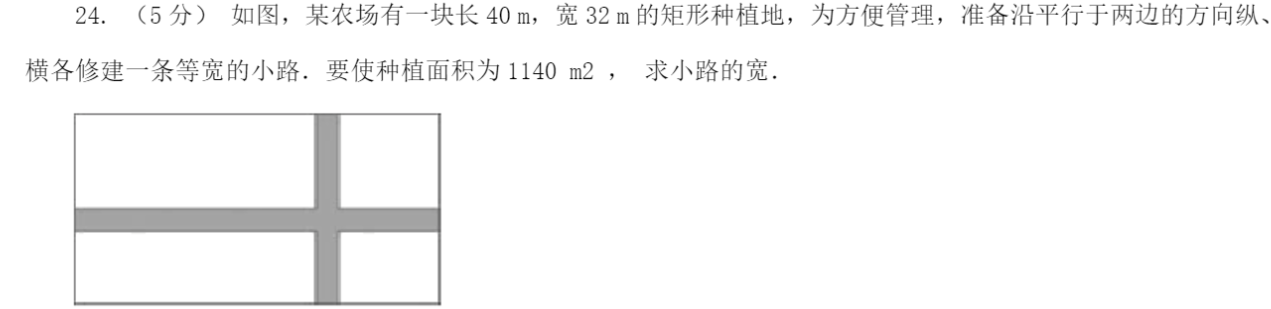 24. （5分） 如图，某农场有一块长 40 m，宽 32 m 的矩形种植地，为方便管理，准备沿平行于两边的方向纵、
横各修建一条等宽的小路．要使种植面积为 1140 m2 ， 求小路的宽．